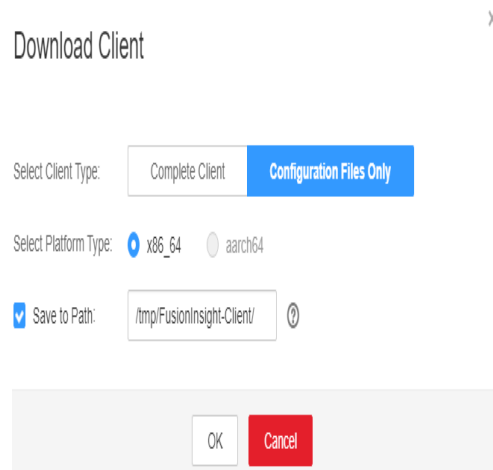 Download Client
Select Client Type: Complete Client Configuration Files Only
Select Platform Type: x86_64 aarch64
Save to Path: /tmp/FusionInsight-Client/ ?
OK Cancel